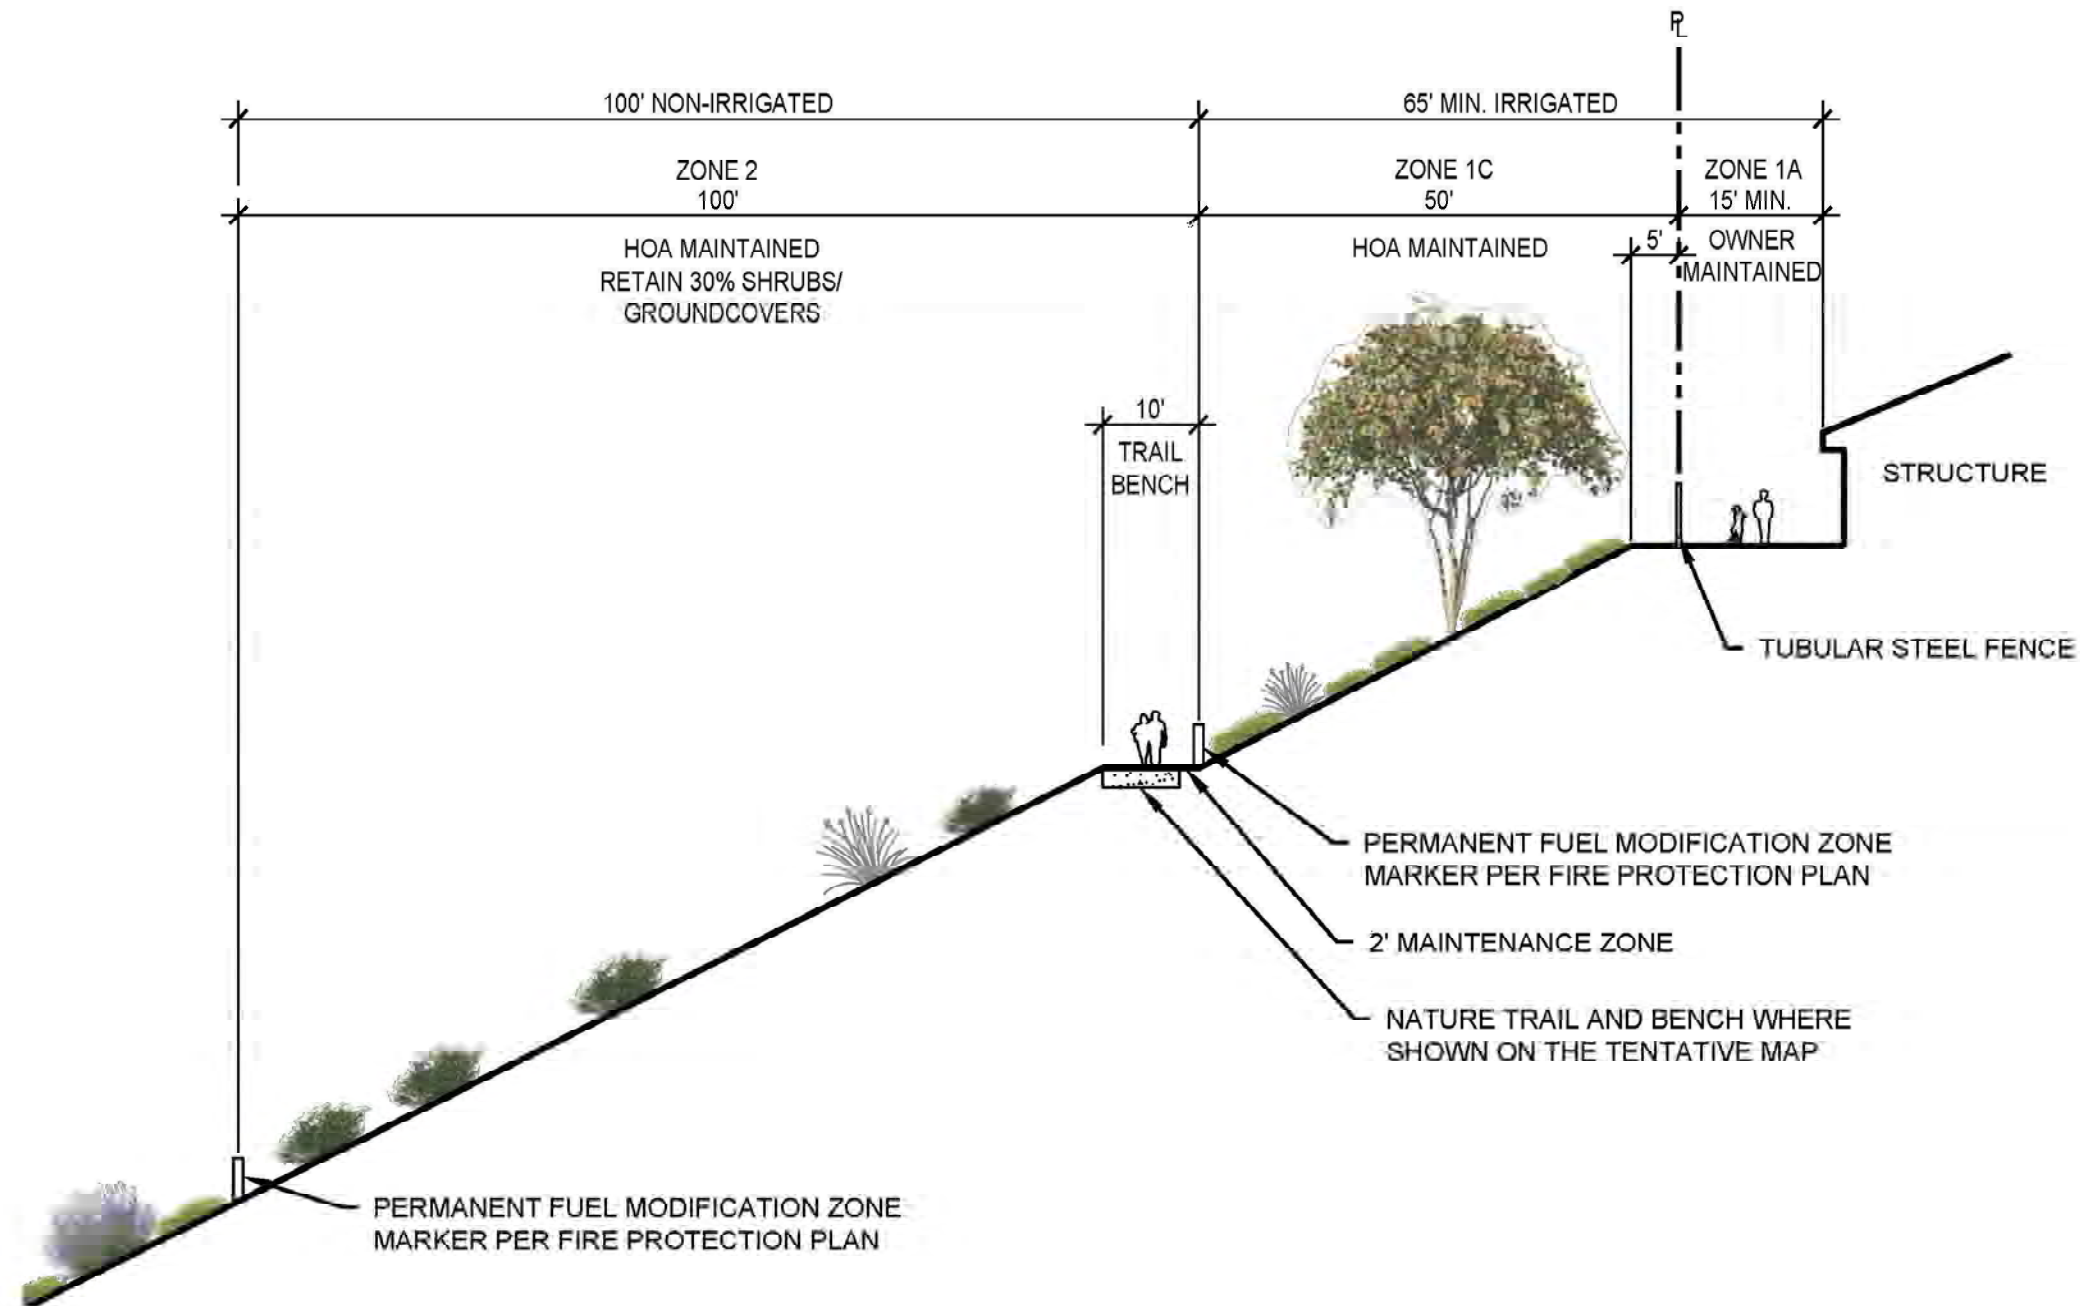 PL
100' NON-IRRIGATED
65' MIN. IRRIGATED
ZONE 2
100'
ZONE 1C
50'
ZONE 1A
15' MIN.
HOA MAINTAINED
RETAIN 30% SHRUBS/
GROUNDCOVERS
HOA MAINTAINED
5'
OWNER
MAINTAINED
10'
TRAIL
BENCH
STRUCTURE
TUBULAR STEEL FENCE
PERMANENT FUEL MODIFICATION ZONE
MARKER PER FIRE PROTECTION PLAN
2' MAINTENANCE ZONE
NATURE TRAIL AND BENCH WHERE
SHOWN ON THE TENTATIVE MAP
PERMANENT FUEL MODIFICATION ZONE
MARKER PER FIRE PROTECTION PLAN